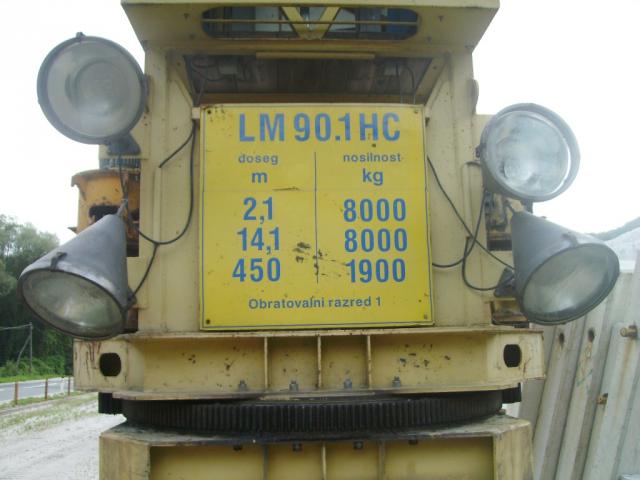 LM 90.1 HC
doseg nosilnost
m kg
2,1 8000
14,1 8000
450 1900
Obratovalni razred 1